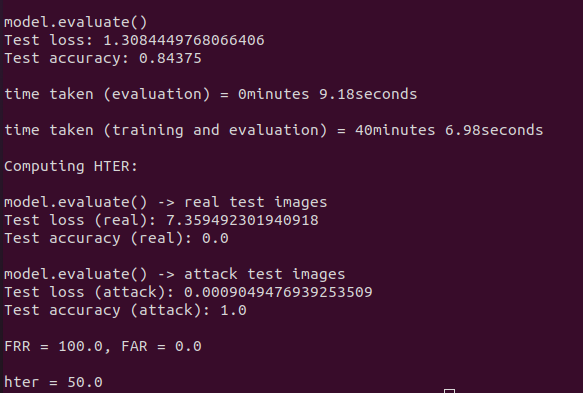 model.evaluate()
Test loss: 1.3084449768066406
Test accuracy: 0.84375
time taken (evaluation) = 0minutes 9.18seconds
time taken (training and evaluation) = 40minutes 6.98seconds
Computing HTER:
model.evaluate() -> real test images
Test loss (real): 7.359492301940918
Test accuracy (real): 0.0
model.evaluate() -> attack test images
Test loss (attack): 0.0009049476939253509
Test accuracy (attack): 1.0
FRR = 100.0, FAR = 0.0
hter = 50.0